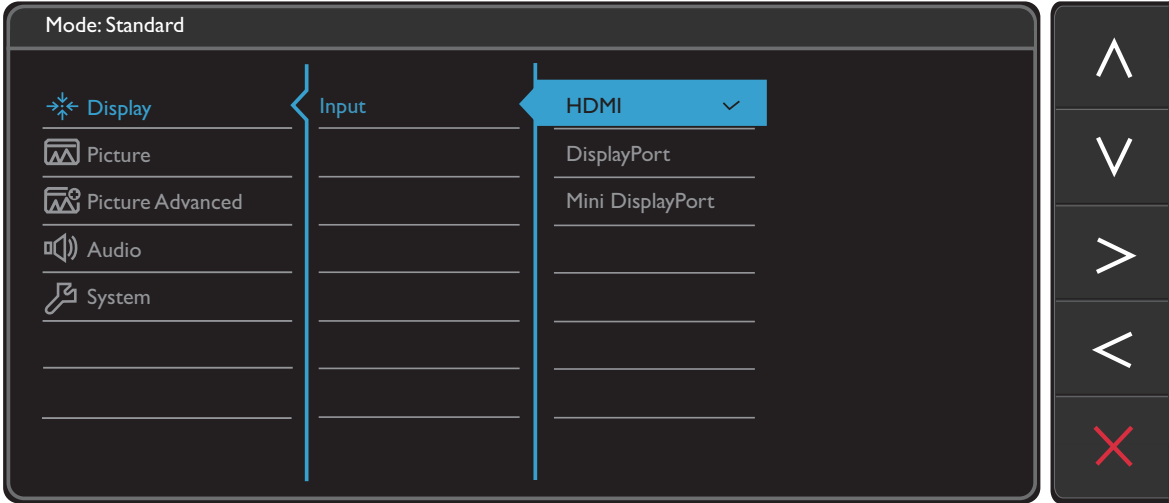 Mode: Standard
Display
Input
HDMI
Picture
DisplayPort
Picture Advanced
Mini DisplayPort
Audio
System